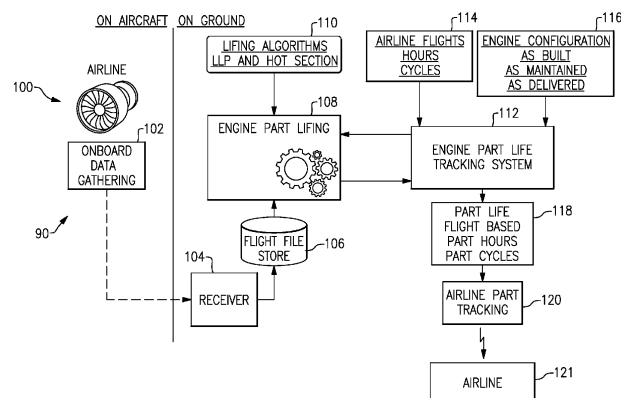 ON AIRCRAFT
ON GROUND
110
LIFING ALGORITHMS
LLP AND HOT SECTION
114
AIRLINE FLIGHTS
HOURS
CYCLES
116
ENGINE CONFIGURATION
AS BUILT
AS MAINTAINED
AS DELIVERED
100
AIRLINE
102
ONBOARD
DATA
GATHERING
90
108
ENGINE PART LIFING
112
ENGINE PART LIFE
TRACKING SYSTEM
FLIGHT FILE
STORE
106
104
RECEIVER
PART LIFE
FLIGHT BASED
PART HOURS
PART CYCLES
118
AIRLINE PART
TRACKING
120
AIRLINE
121